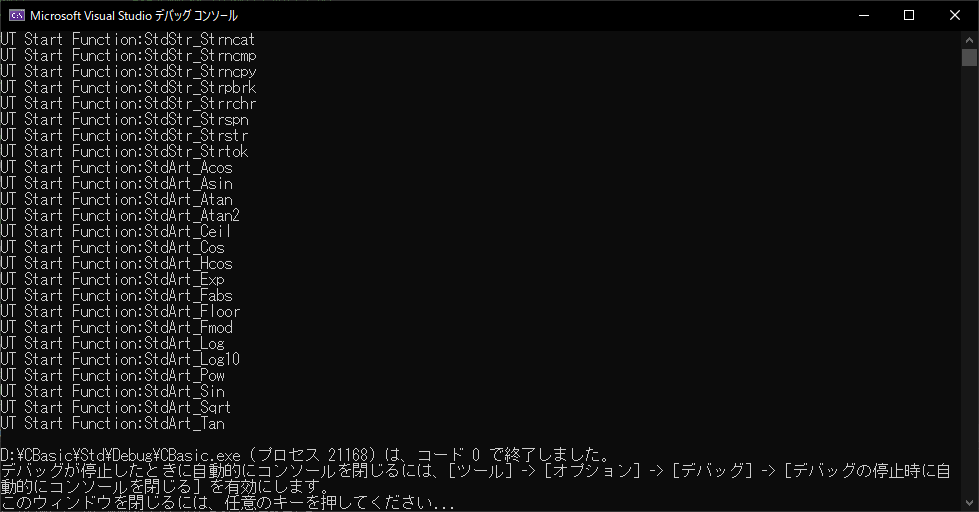 Microsoft Visual Studio デバッグ コンソール
UT Start Function:StdStr_Strncat
UT Start Function:StdStr_Strncmp
UT Start Function:StdStr_Strncpy
UT Start Function:StdStr_Strpbrk
UT Start Function:StdStr_Strrchr
UT Start Function:StdStr_Strspn
UT Start Function:StdStr_Strstr
UT Start Function:StdStr_Strtok
UT Start Function:StdArt_Acos
UT Start Function:StdArt_Asin
UT Start Function:StdArt_Atan
UT Start Function:StdArt_Atan2
UT Start Function:StdArt_Ceil
UT Start Function:StdArt_Cos
UT Start Function:StdArt_Hcos
UT Start Function:StdArt_Exp
UT Start Function:StdArt_Fabs
UT Start Function:StdArt_Floor
UT Start Function:StdArt_Fmod
UT Start Function:StdArt_Log
UT Start Function:StdArt_Log10
UT Start Function:StdArt_Pow
UT Start Function:StdArt_Sin
UT Start Function:StdArt_Sqrt
UT Start Function:StdArt_Tan
D:¥CBasic¥Std¥Debug¥CBasic.exe (プロセス 21168) は、コード 0 で終了しました。
デバッグが停止したときに自動的にコンソールを閉じるには、[ツール] -> [オプション] -> [デバッグ] -> [デバッグの停止時に自
動的にコンソールを閉じる] を有効にします。
このウィンドウを閉じるには、任意のキーを押してください...